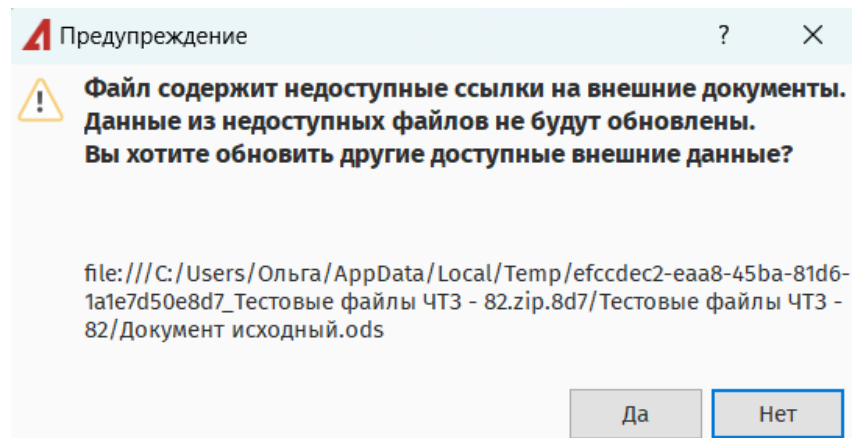 Предупреждение
?
Файл содержит недоступные ссылки на внешние документы.
Данные из недоступных файлов не будут обновлены.
Вы хотите обновить другие доступные внешние данные?
file:///C:/Users/Ольга/AppData/Local/Temp/efccdec2-eaa8-45ba-81d6-
1a1e7d50e8d7_Тестовые файлы ЧТЗ - 82.zip.8d7/Тестовые файлы ЧТЗ -
82/Документ исходный.ods
Да
Нет